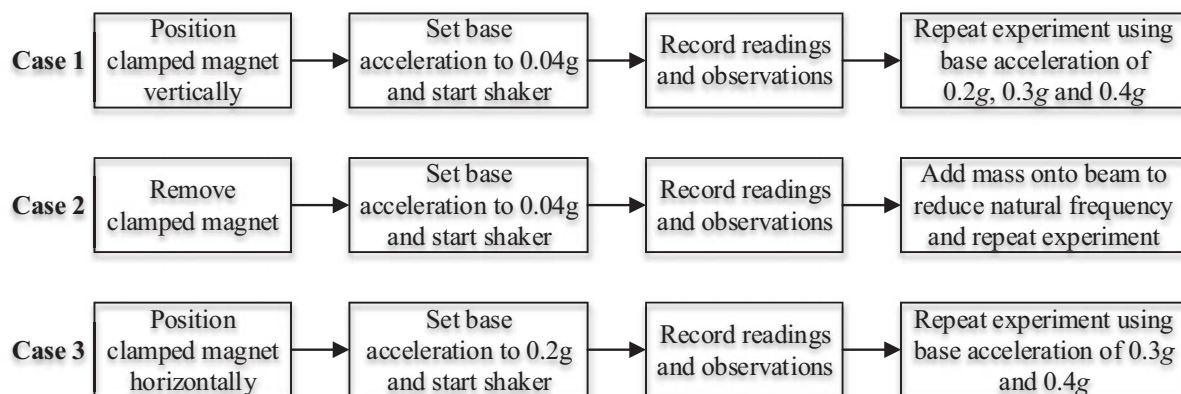 Case 1
Position
clamped magnet
vertically
Set base
acceleration to 0.04g
and start shaker
Record readings
and observations
Repeat experiment using
base acceleration of
0.2g, 0.3g and 0.4g
Case 2
Remove
clamped magnet
Set base
acceleration to 0.04g
and start shaker
Record readings
and observations
Add mass onto beam to
reduce natural frequency
and repeat experiment
Case 3
Position
clamped magnet
horizontally
Set base
acceleration to 0.2g
and start shaker
Record readings
and observations
Repeat experiment using
base acceleration of 0.3g
and 0.4g